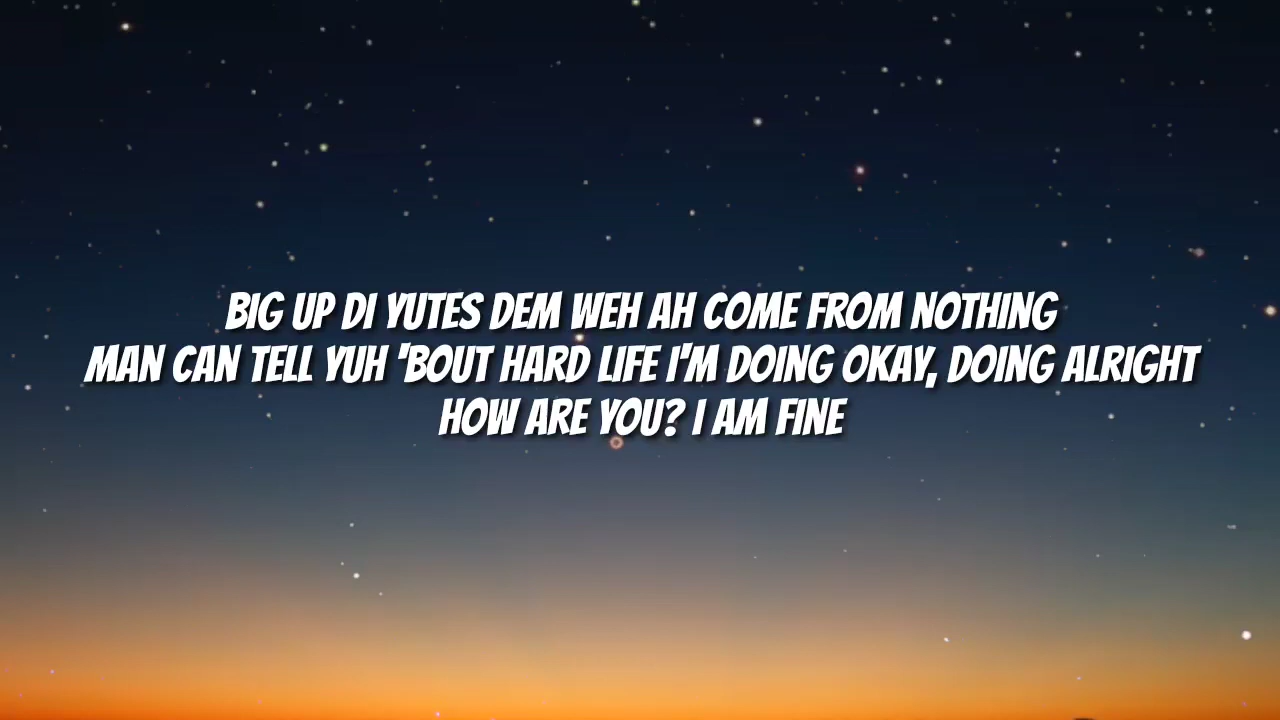 BIG UP DI YUTES DEM WEH AH COME FROM NOTHING
MAN CAN TELL YUH 'BOUT HARD LIFE I'M DOING OKAY, DOING ALRIGHT
HOW ARE YOU? I AM FINE